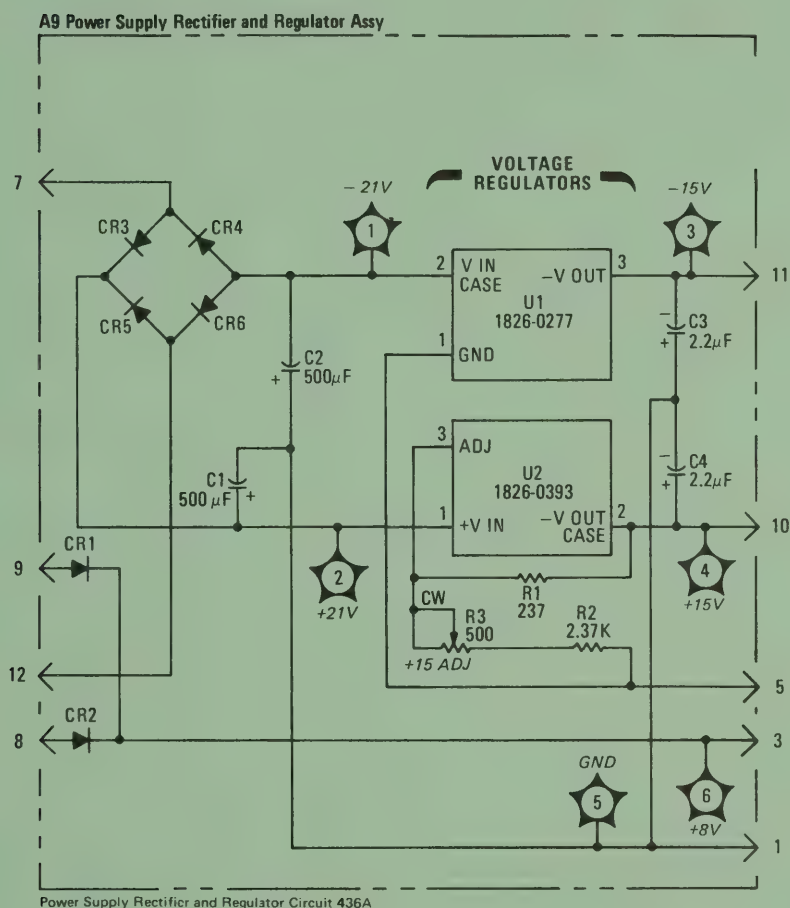 A9 Power Supply Rectifier and Regulator Assy
7
CR3
CR4
CR5
CR6
- 21V
1
VOLTAGE
REGULATORS
-15V
3
2
V IN
CASE
-V OUT
3
U1
1826-0277
1
GND
11
- C3
+ 2.2µF
C2
+ 500µF
C1
500 µF +
3
ADJ
U2
1826-0393
1
+V IN
-V OUT
CASE
2
- C4
+ 2.2µF
10
2
+21V
4
+15V
9
CR1
R1
237
CW
R3
500
R2
2.37K
+15 ADJ
12
5
CR2
8
3
GND
5
6
+8V
1
Power Supply Rectifier and Regulator Circuit 436A